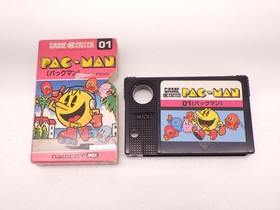 GAME CENTER 01
PAC-MAN
(パックマン)
namcot MSX
GAME CENTER
PAC-MAN
01(パックマン)